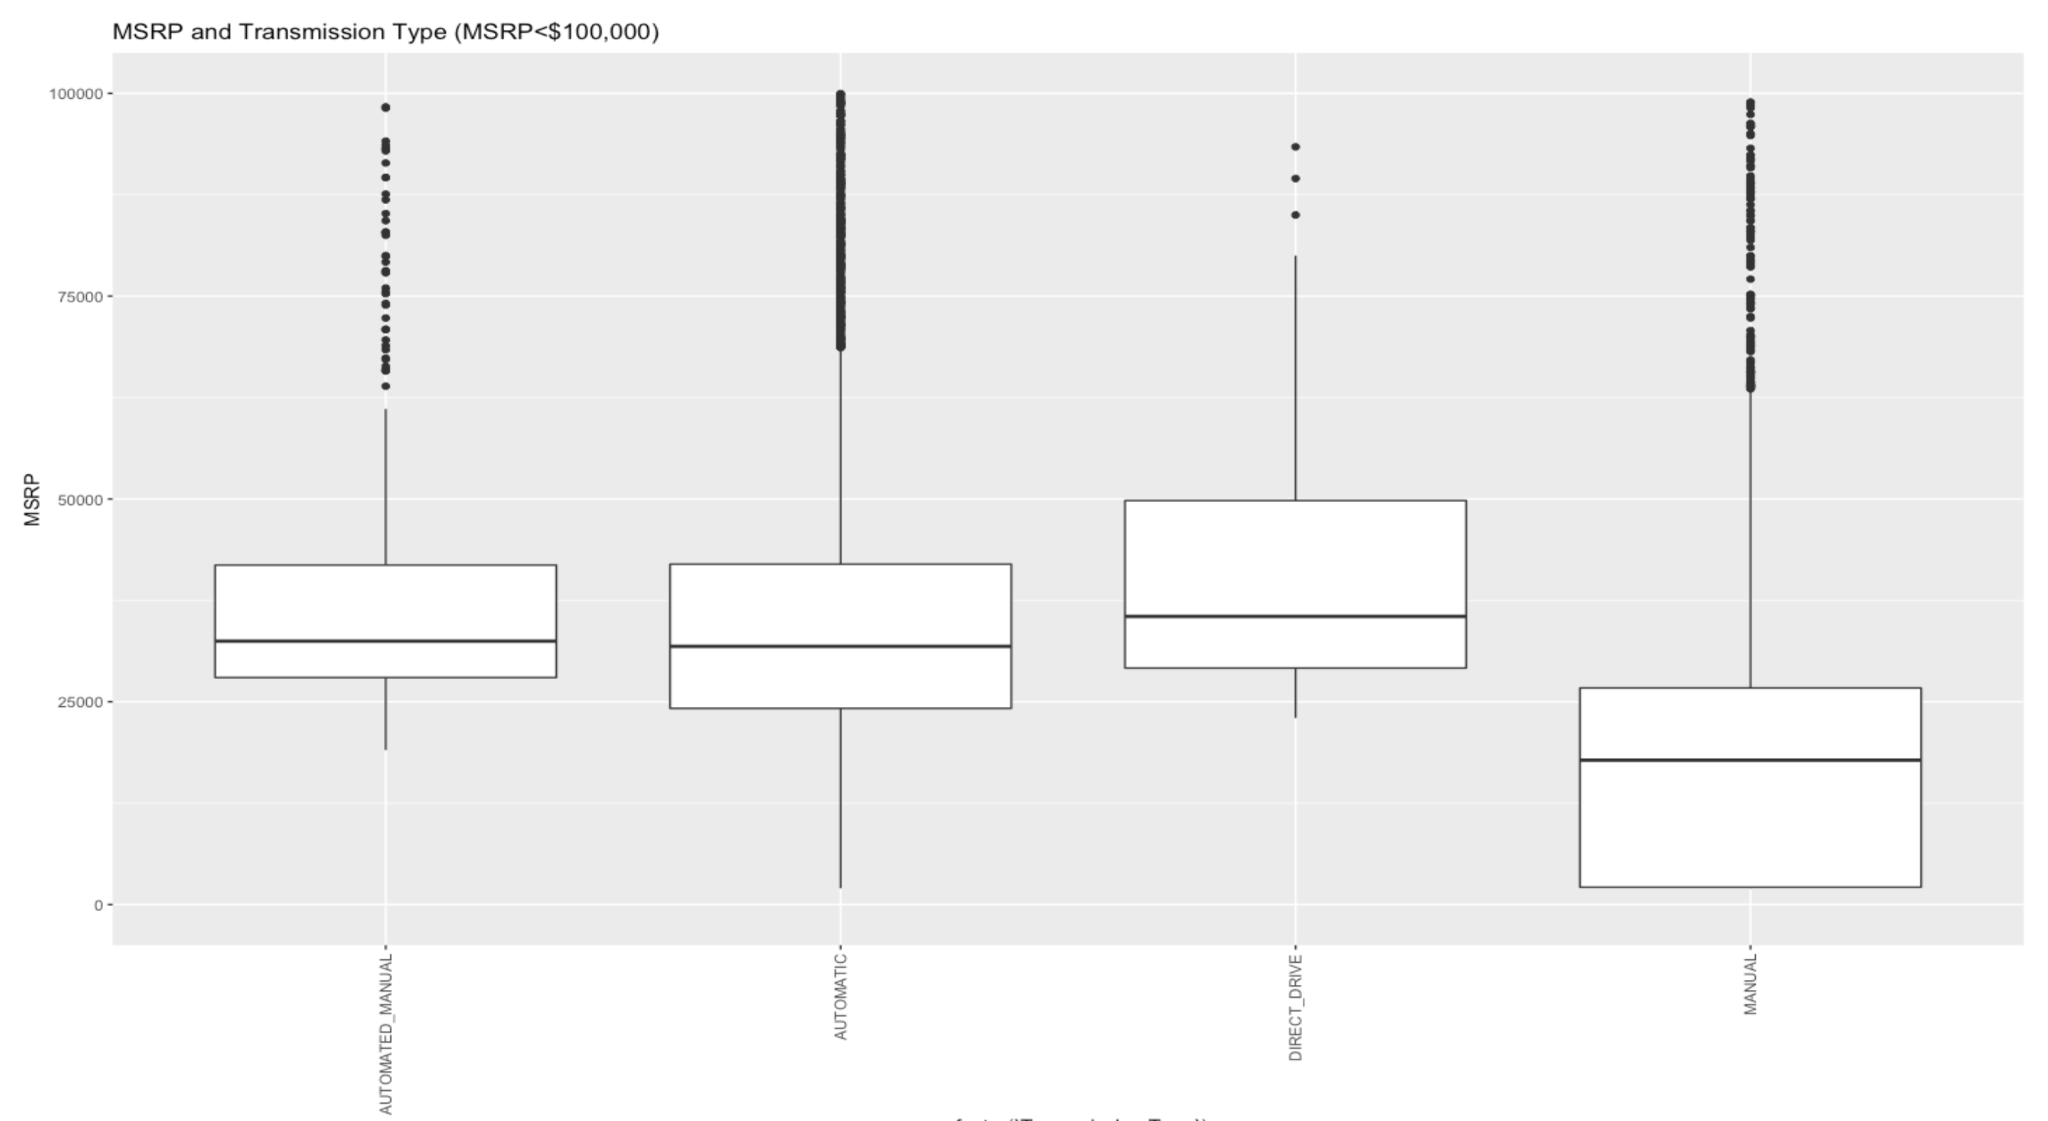 MSRP and Transmission Type (MSRP<$100,000)
MSRP
100000
75000
50000
25000
0
AUTOMATED_MANUAL
AUTOMATIC
DIRECT_DRIVE
MANUAL